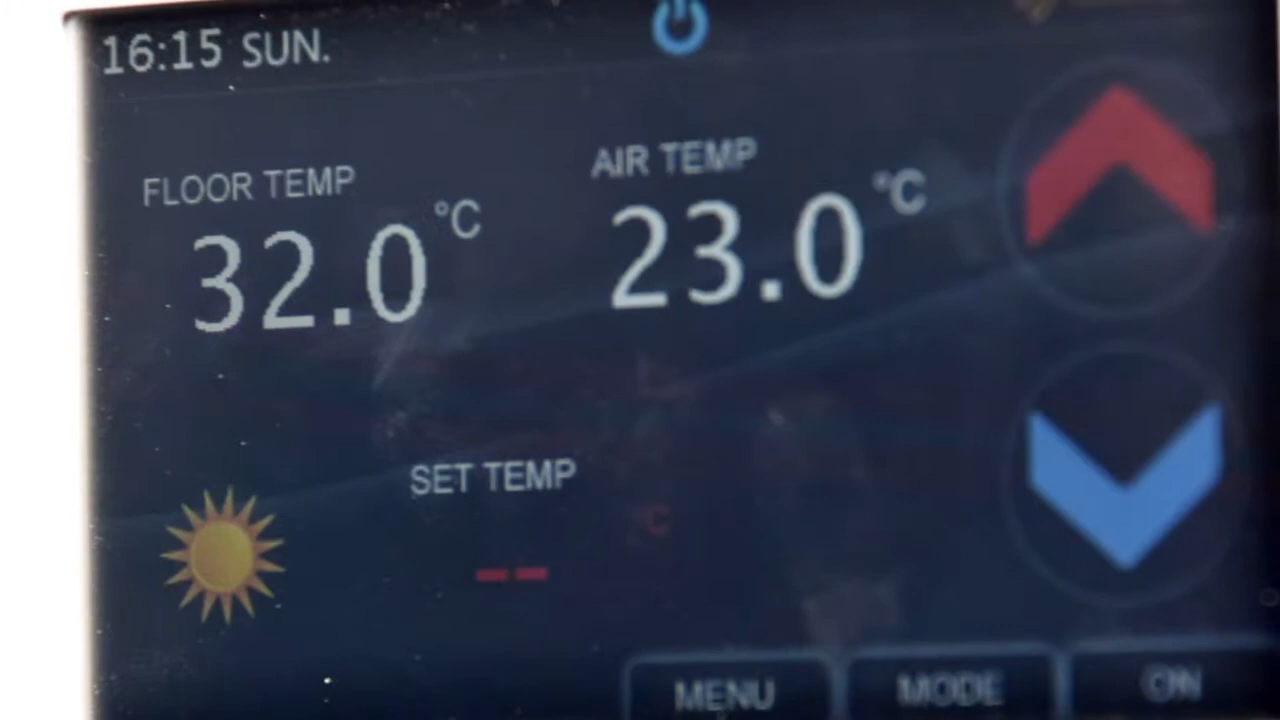 16:15 SUN.
FLOOR TEMP
AIR TEMP
32.0 °C
23.0 °C
SET TEMP
°C
--
MENU
MODE
ON